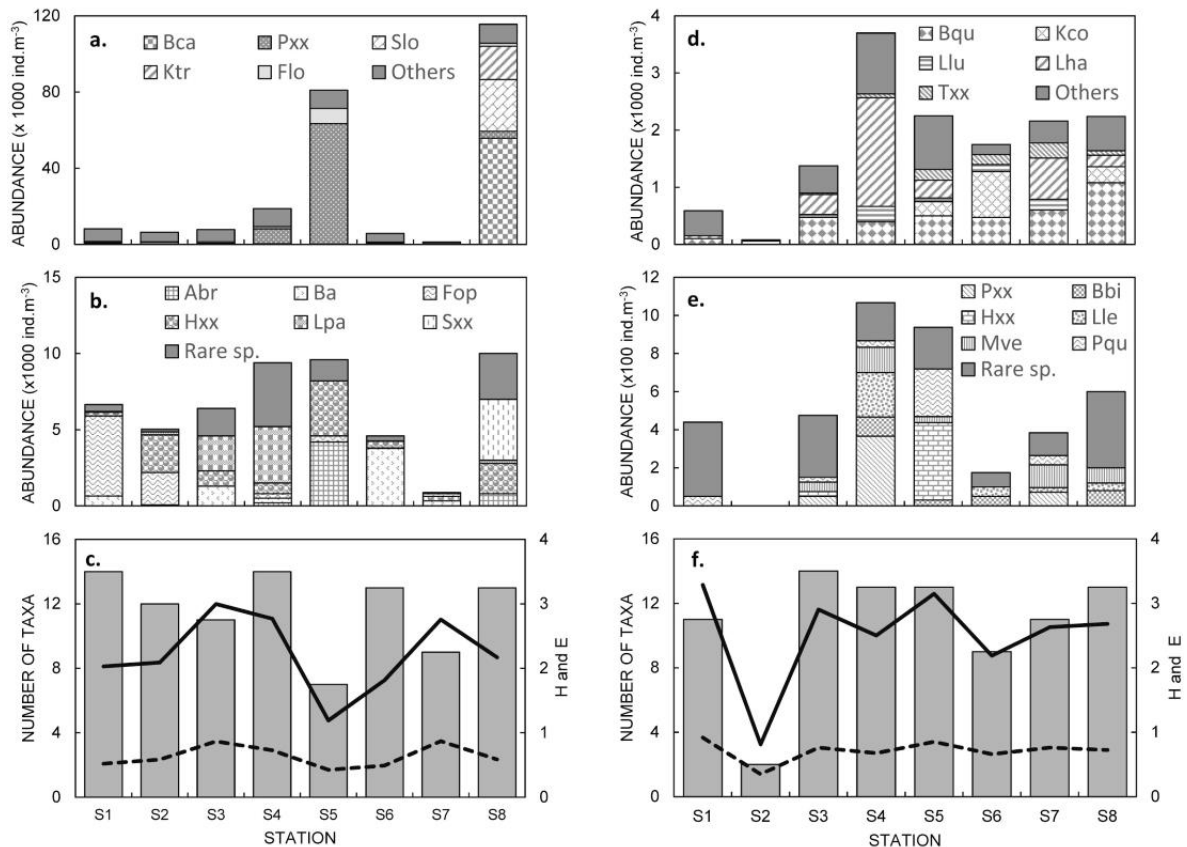 ABUNDANCE (x 1000 ind.m-3)
120
80
40
0
a.
Bca Pxx Slo
Ktr Flo Others
ABUNDANCE (x1000 ind.m-3)
15
10
5
0
b.
Abr Ba Fop
Hxx Lpa Sxx
Rare sp.
NUMBER OF TAXA
16
12
8
4
0
c.
4
3
2
1
0
H and E
S1 S2 S3 S4 S5 S6 S7 S8
STATION
ABUNDANCE (x1000 ind.m-3)
4
3
2
1
0
d.
Bqu Kco
Llu Lha
Txx Others
ABUNDANCE (x100 ind.m-3)
12
10
8
6
4
2
0
e.
Pxx Bbi
Hxx Lle
Mve Pqu
Rare sp.
NUMBER OF TAXA
16
12
8
4
0
f.
4
3
2
1
0
H and E
S1 S2 S3 S4 S5 S6 S7 S8
STATION